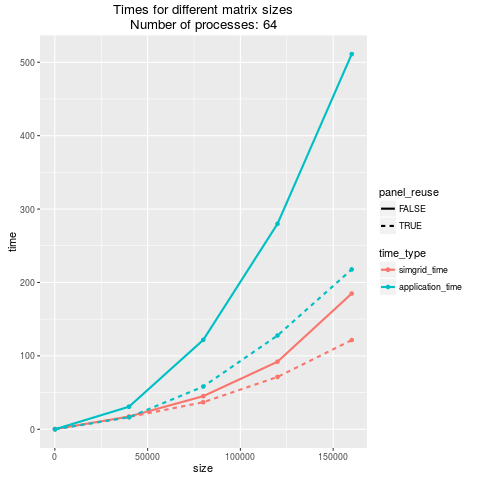 Times for different matrix sizes
Number of processes: 64
500
400
300
200
100
0
time
0
50000
100000
150000
size
panel_reuse
FALSE
TRUE
time_type
simgrid_time
application_time